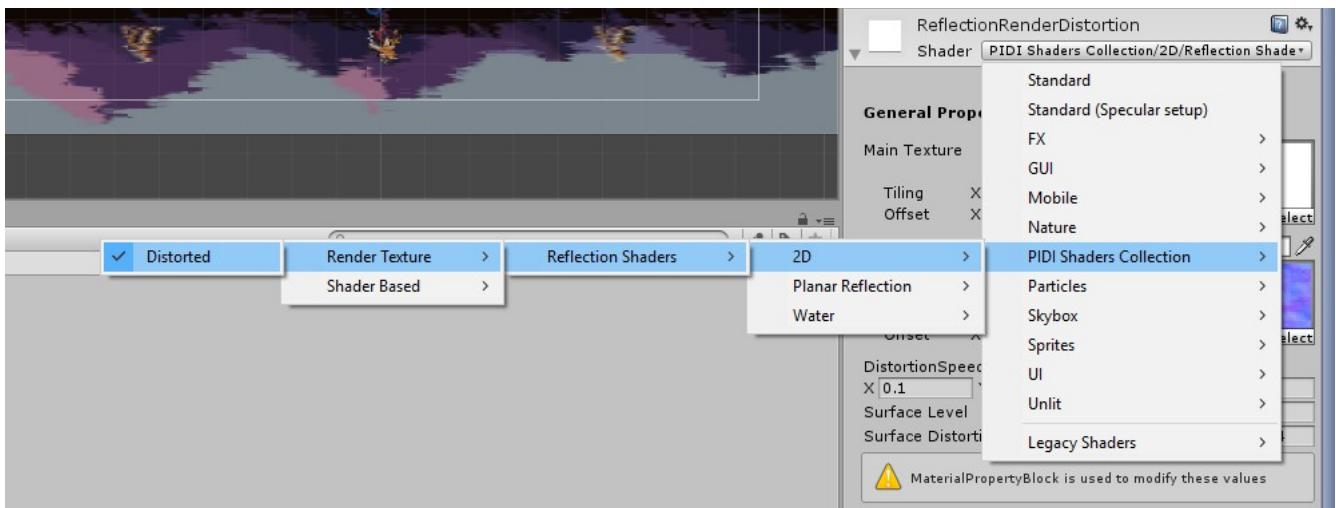 ReflectionRenderDistortion
Shader PIDI Shaders Collection/2D/Reflection Shade
Standard
General Prope
Standard (Specular setup)
FX
Main Texture
GUI
Tiling X
Mobile
Offset X
Nature
elect
Distorted
Render Texture
Reflection Shaders
2D
PIDI Shaders Collection
Shader Based
Planar Reflection
Particles
Water
Skybox
Offset X
elect
Sprites
DistortionSpeed
UI
X 0.1
Unlit
Surface Level
Surface Distorti
Legacy Shaders
MaterialPropertyBlock is used to modify these values